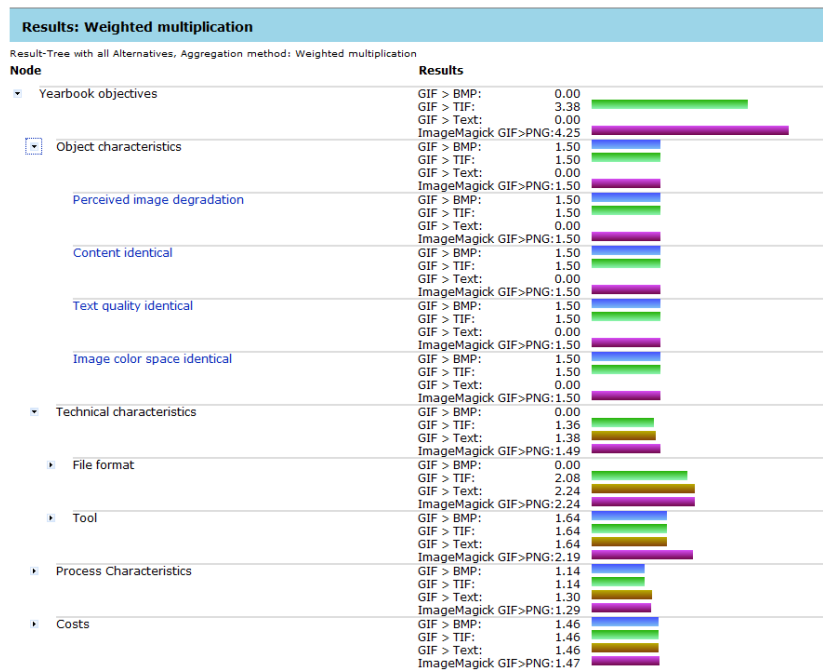 Results: Weighted multiplication
Result-Tree with all Alternatives, Aggregation method: Weighted multiplication
Node Results
Yearbook objectives GIF > BMP: 0.00
GIF > TIF: 3.38
GIF > Text: 0.00
ImageMagick GIF>PNG:4.25
Object characteristics GIF > BMP: 1.50
GIF > TIF: 1.50
GIF > Text: 0.00
ImageMagick GIF>PNG:1.50
Perceived image degradation GIF > BMP: 1.50
GIF > TIF: 1.50
GIF > Text: 0.00
ImageMagick GIF>PNG:1.50
Content identical GIF > BMP: 1.50
GIF > TIF: 1.50
GIF > Text: 0.00
ImageMagick GIF>PNG:1.50
Text quality identical GIF > BMP: 1.50
GIF > TIF: 1.50
GIF > Text: 0.00
ImageMagick GIF>PNG:1.50
Image color space identical GIF > BMP: 1.50
GIF > TIF: 1.50
GIF > Text: 0.00
ImageMagick GIF>PNG:1.50
Technical characteristics GIF > BMP: 0.00
GIF > TIF: 1.36
GIF > Text: 1.38
ImageMagick GIF>PNG:1.49
File format GIF > BMP: 0.00
GIF > TIF: 2.08
GIF > Text: 2.24
ImageMagick GIF>PNG:2.24
Tool GIF > BMP: 1.64
GIF > TIF: 1.64
GIF > Text: 1.64
ImageMagick GIF>PNG:2.19
Process Characteristics GIF > BMP: 1.14
GIF > TIF: 1.14
GIF > Text: 1.30
ImageMagick GIF>PNG:1.29
Costs GIF > BMP: 1.46
GIF > TIF: 1.46
GIF > Text: 1.46
ImageMagick GIF>PNG:1.47